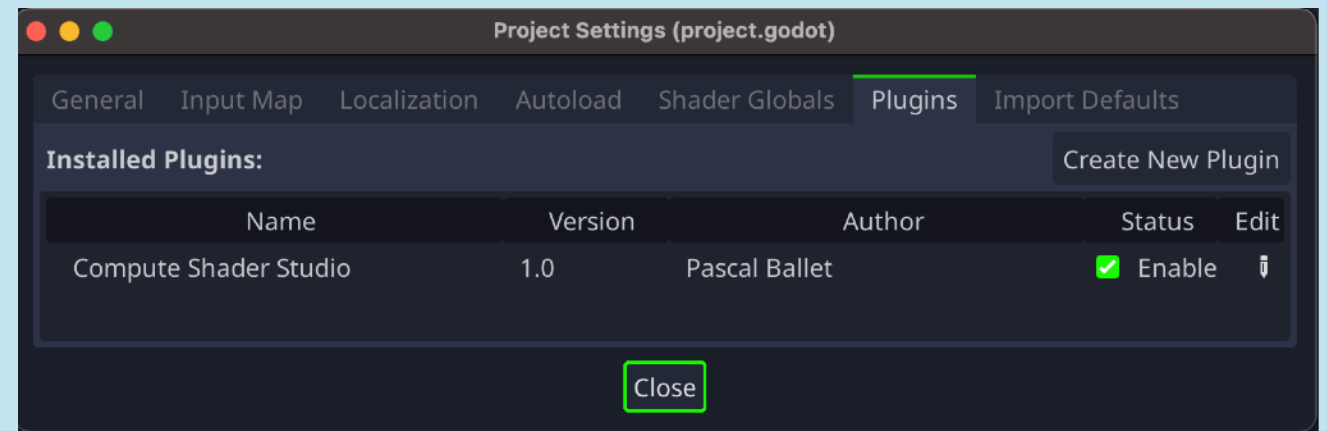 Project Settings (project.godot)
General Input Map Localization Autoload Shader Globals Plugins Import Defaults
Installed Plugins: Create New Plugin
Name Version Author Status Edit
Compute Shader Studio 1.0 Pascal Ballet Enable
Close